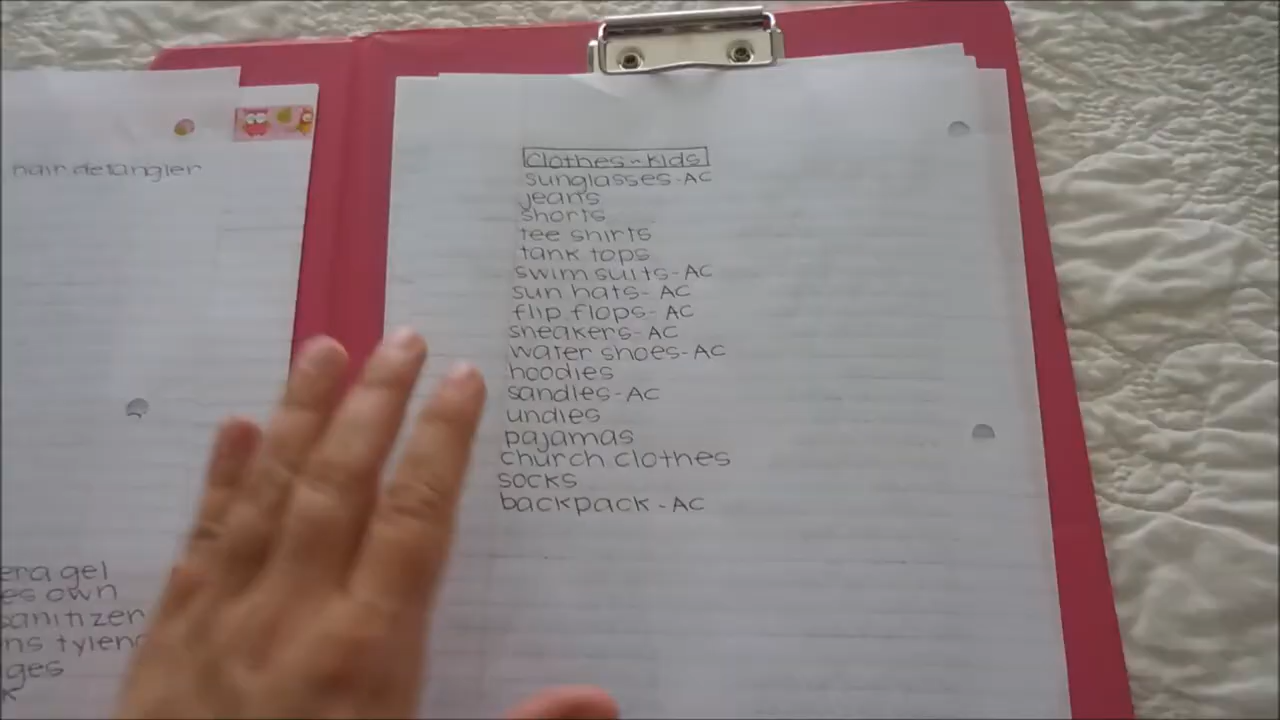 hair detangler
era gel
es own
sanitizer
ns tyleno
ges
K
Clothes~Kids
sunglasses-AC
jeans
shorts
tee shirts
tank tops
swim suits-AC
sun hats- AC
flip flops- AC
sneakers-AC
water shoes-AC
hoodies
sandles-AC
undies
pajamas
church clothes
socks
backpack-AC